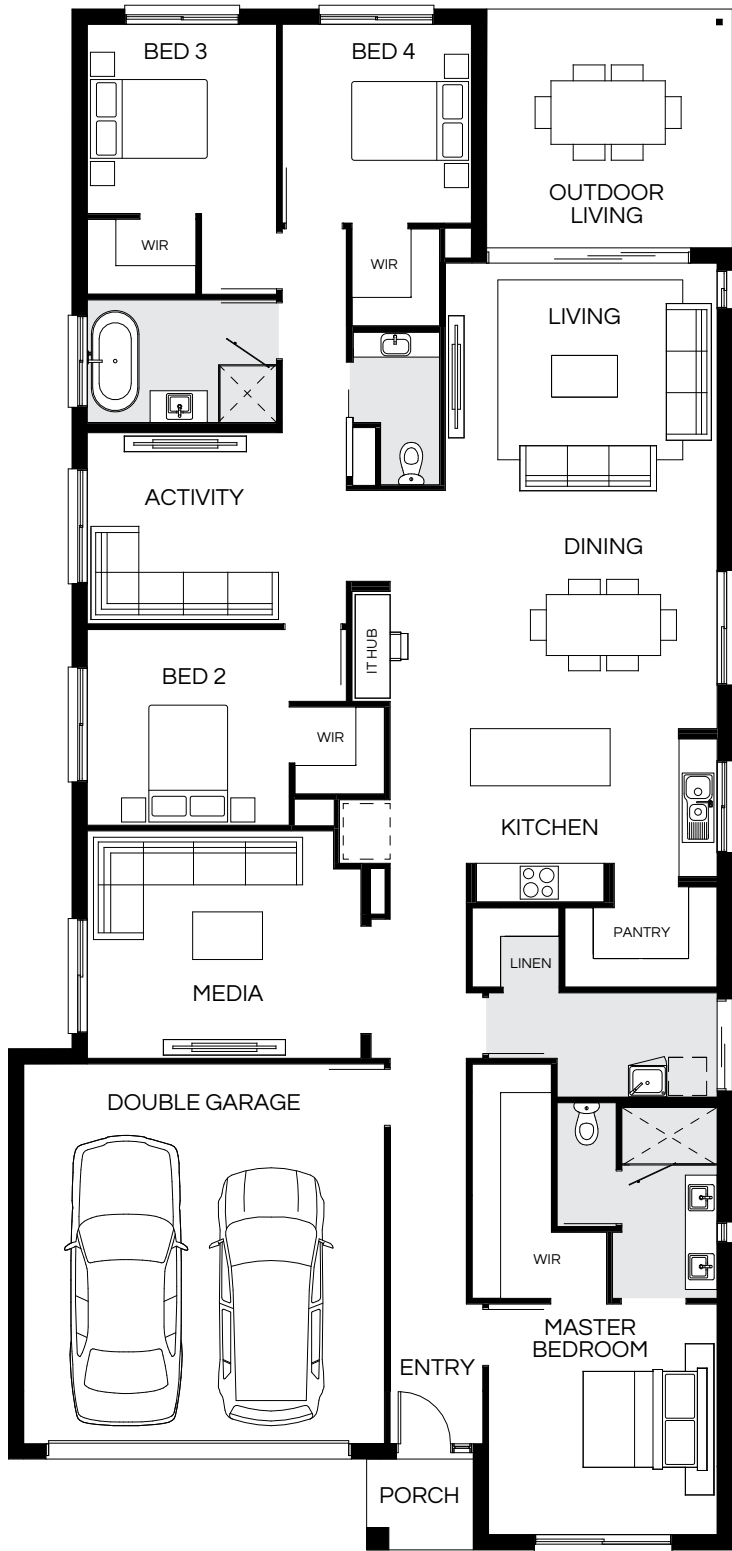 BED 3
BED 4
OUTDOOR
LIVING
WIR
WIR
LIVING
ACTIVITY
DINING
IT HUB
BED 2
WIR
KITCHEN
PANTRY
LINEN
MEDIA
DOUBLE GARAGE
WIR
MASTER
BEDROOM
ENTRY
PORCH